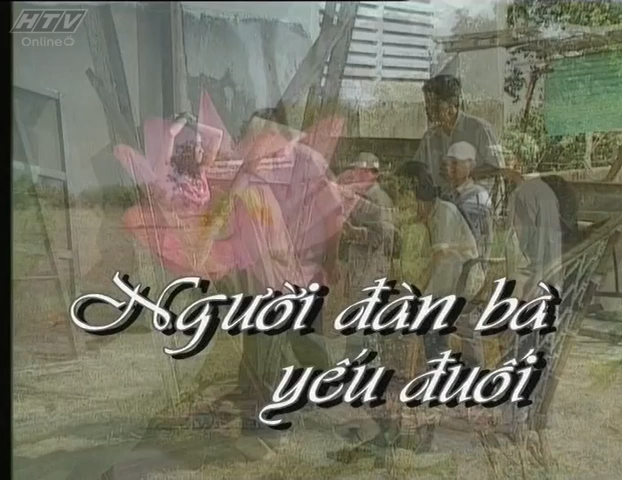 HTV
Online
Người đàn bà
yếu đuối